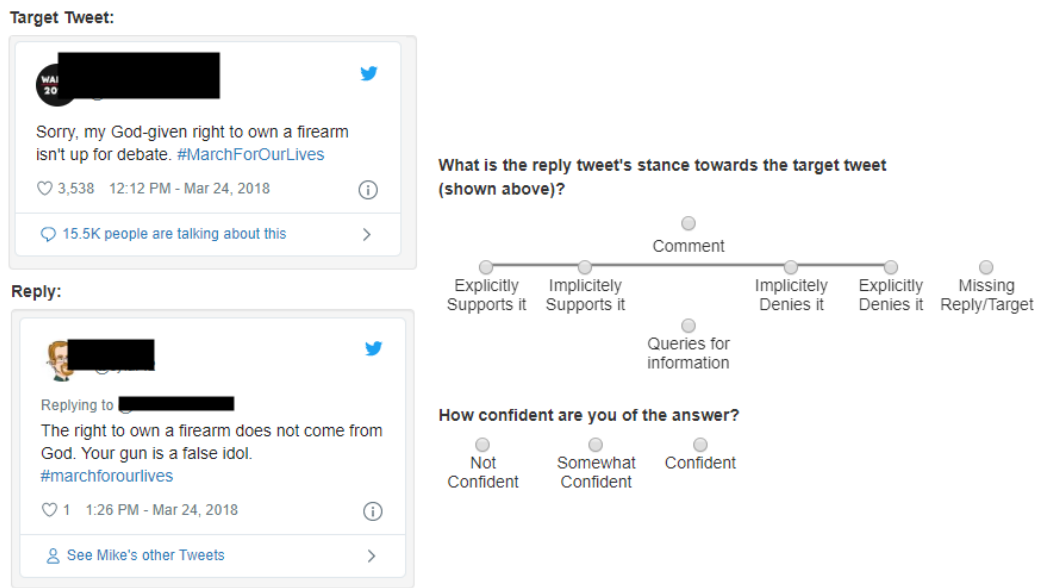 Target Tweet:
WAL
20
Sorry, my God-given right to own a firearm
isn't up for debate. #MarchForOurLives
3,538 12:12 PM - Mar 24, 2018
15.5K people are talking about this
Reply:
Replying to
The right to own a firearm does not come from
God. Your gun is a false idol.
#marchforourlives
1 1:26 PM - Mar 24, 2018
See Mike's other Tweets
What is the reply tweet's stance towards the target tweet
(shown above)?
Comment
Explicitly
Supports it
Implicitely
Supports it
Implicitely
Denies it
Explicitly
Denies it
Missing
Reply/Target
Queries for
information
How confident are you of the answer?
Not
Confident
Somewhat
Confident
Confident